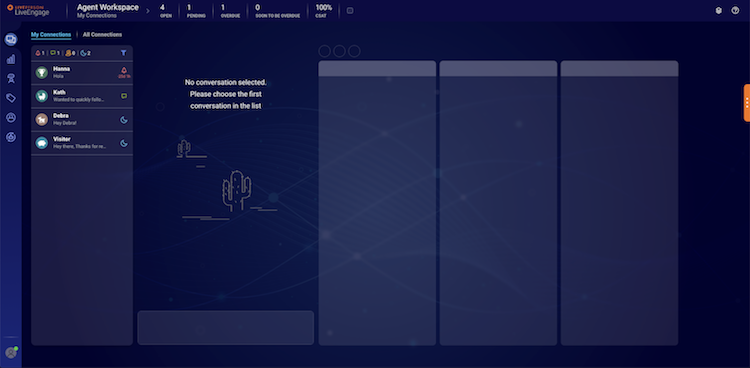 LIVEPERSON
LiveEngage
Agent Workspace
My Connections
4
OPEN
1
PENDING
1
OVERDUE
0
SOON TO BE OVERDUE
100%
CSAT
My Connections | All Connections
1 | 1 | 0 | 2
Hanna
Hola
Kath
Wanted to quickly follo...
Debra
Hey Debra!
Visitor
Hey there, Thanks for re...
No conversation selected.
Please choose the first
conversation in the list